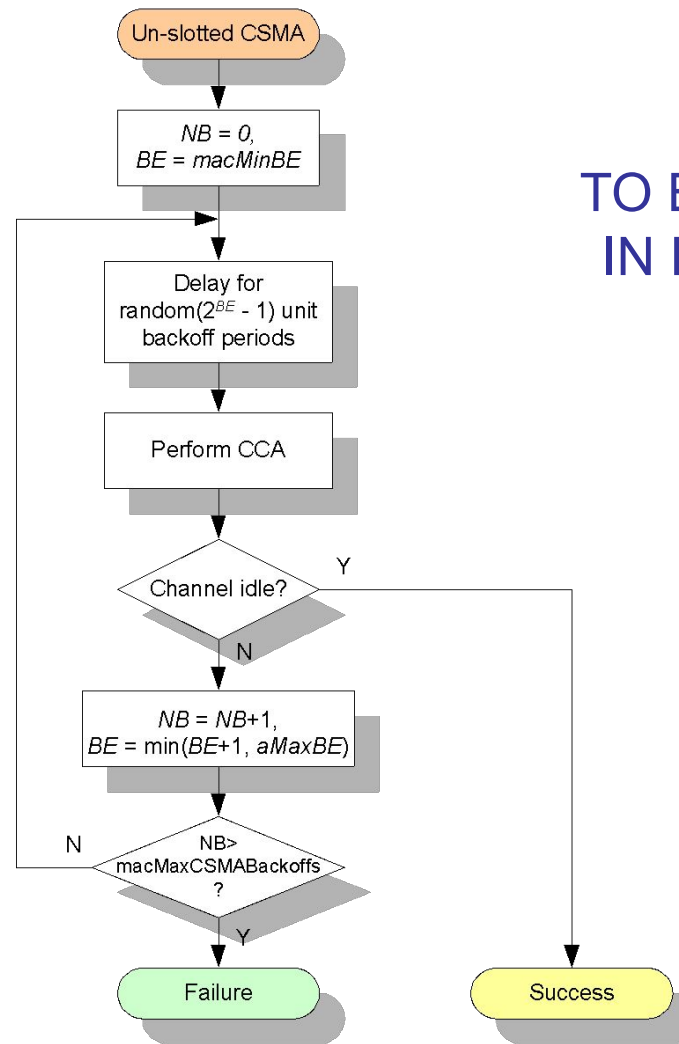 Un-slotted CSMA
NB = 0,
BE = macMinBE
TO
IN
Delay for
random(2^BE - 1) unit
backoff periods
Perform CCA
Channel idle?
Y
N
NB = NB+1,
BE = min(BE+1, aMaxBE)
N
NB>
macMaxCSMABackoffs
?
Y
Failure
Success